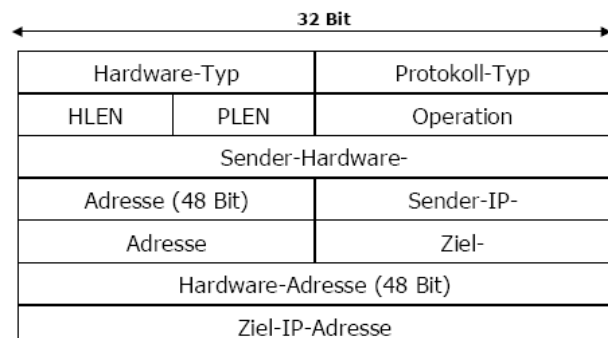 32 Bit
Hardware-Typ Protokoll-Typ
HLEN PLEN Operation
Sender-Hardware-
Adresse (48 Bit) Sender-IP-
Adresse Ziel-
Hardware-Adresse (48 Bit)
Ziel-IP-Adresse